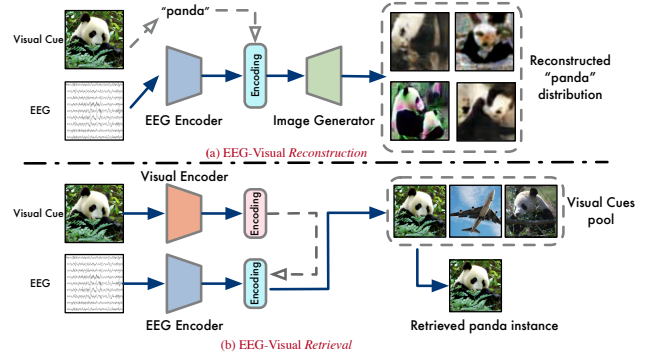 "panda"
Visual Cue
Encoding
EEG
EEG Encoder
Image Generator
Reconstructed
"panda"
distribution
(a) EEG-Visual Reconstruction
Visual Encoder
Visual Cue
Encoding
Visual Cues
pool
EEG
Encoding
EEG Encoder
Retrieved panda instance
(b) EEG-Visual Retrieval